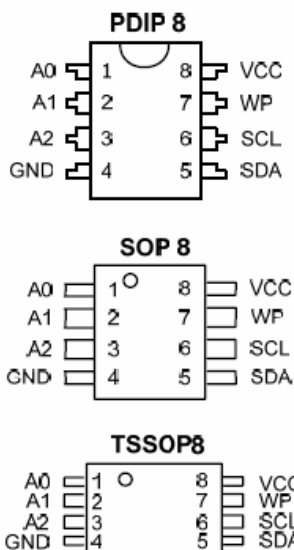 PDIP 8
A0 1 8 VCC
A1 2 7 WP
A2 3 6 SCL
GND 4 5 SDA
SOP 8
A0 1 8 VCC
A1 2 7 WP
A2 3 6 SCL
GND 4 5 SDA
TSSOP8
A0 1 8 VCC
A1 2 7 WP
A2 3 6 SCL
GND 4 5 SDA